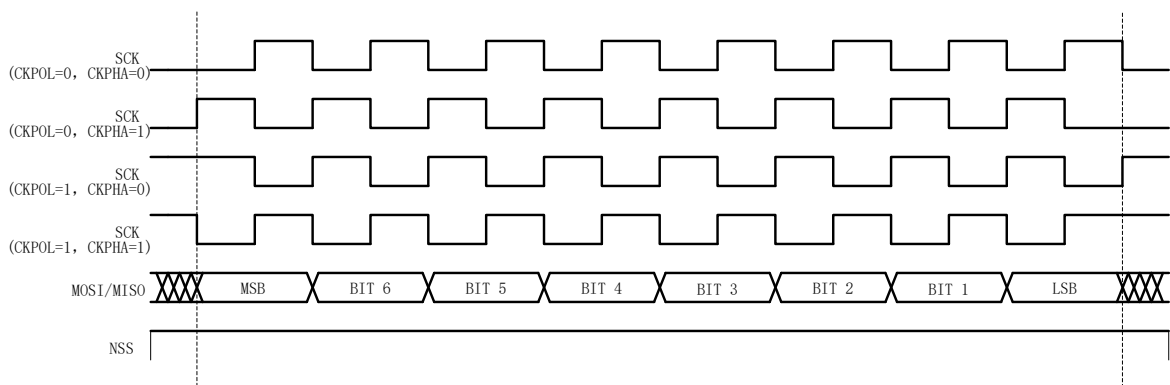 SCK
(CKPOL=0, CKPHA=0)
SCK
(CKPOL=0, CKPHA=1)
SCK
(CKPOL=1, CKPHA=0)
SCK
(CKPOL=1, CKPHA=1)
MOSI/MISO MSB BIT 6 BIT 5 BIT 4 BIT 3 BIT 2 BIT 1 LSB
NSS